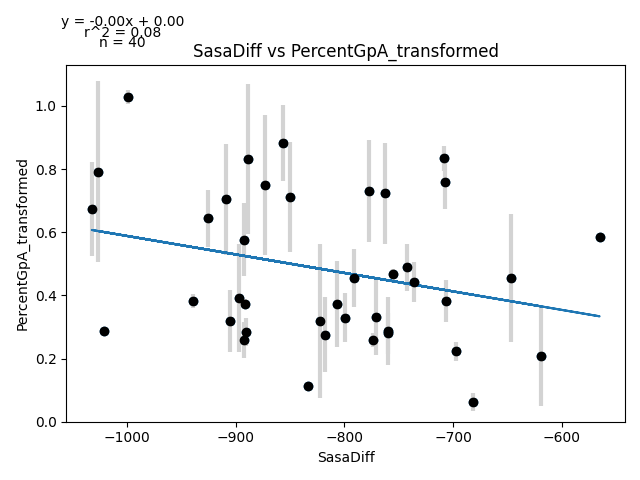 y = -0.00x + 0.00
r^2 = 0.08
n = 40
SasaDiff vs PercentGpA_transformed
PercentGpA_transformed
1.0
0.8
0.6
0.4
0.2
0.0
−1000 −900 −800 −700 −600
SasaDiff